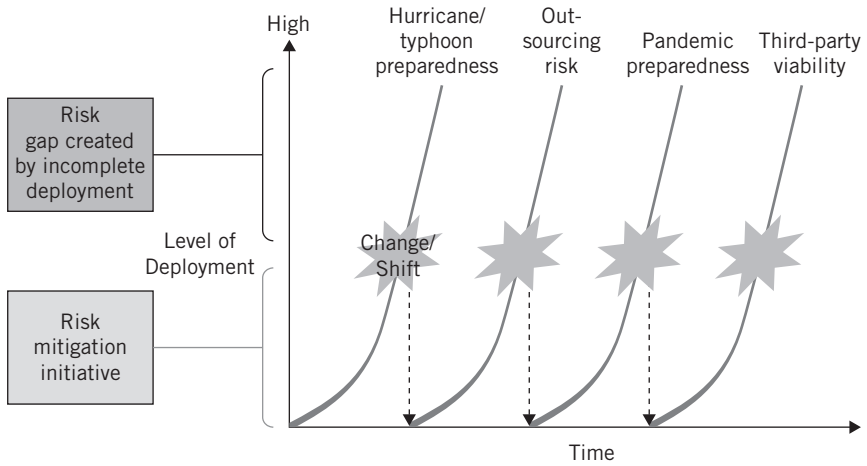 High
Hurricane/
typhoon
preparedness
Out-
sourcing
risk
Pandemic
preparedness
Third-party
viability
Risk
gap created
by incomplete
deployment
Level of
Deployment
Change/
Shift
Risk
mitigation
initiative
Time